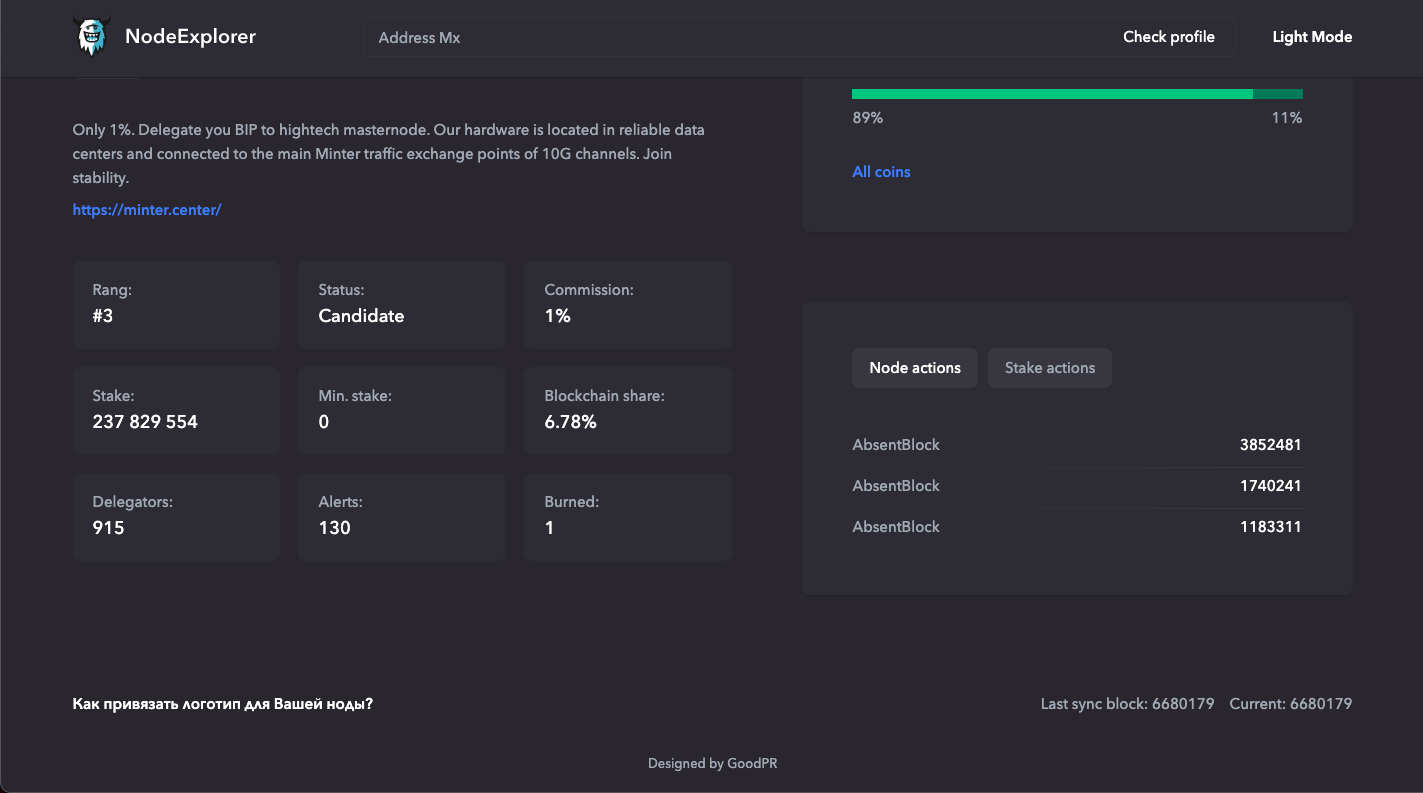 NodeExplorer
Address Mx
Check profile
Light Mode
Only 1%. Delegate you BIP to hightech masternode. Our hardware is located in reliable data
centers and connected to the main Minter traffic exchange points of 10G channels. Join
stability.
https://minter.center/
Rang:
#3
Status:
Candidate
Commission:
1%
Stake:
237 829 554
Min. stake:
0
Blockchain share:
6.78%
Delegators:
915
Alerts:
130
Burned:
1
89%
11%
All coins
Node actions
Stake actions
AbsentBlock 3852481
AbsentBlock 1740241
AbsentBlock 1183311
Как привязать логотип для Вашей ноды?
Last sync block: 6680179 Current: 6680179
Designed by GoodPR